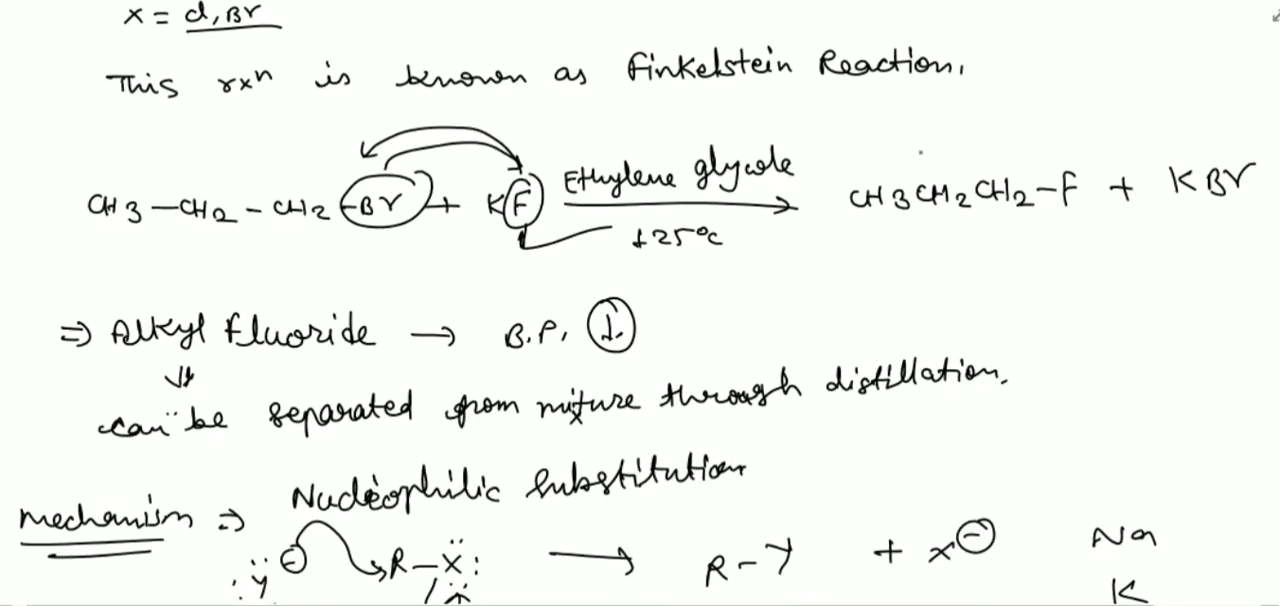 x = Cl, Br
This rxn is known as Finkelstein Reaction.
CH3 - CH2 - CH2 - Br + KF Ethylene glycole 125°C CH3CH2CH2-F + KBr
⇒ Alkyl fluoride → B.P. ↓
can be separated from mixture through distillation.
Mechanism ⇒ Nucleophilic Substitution
:Ÿ ⊖ R-Ẍ: → R-Y + x⊖ Na
K